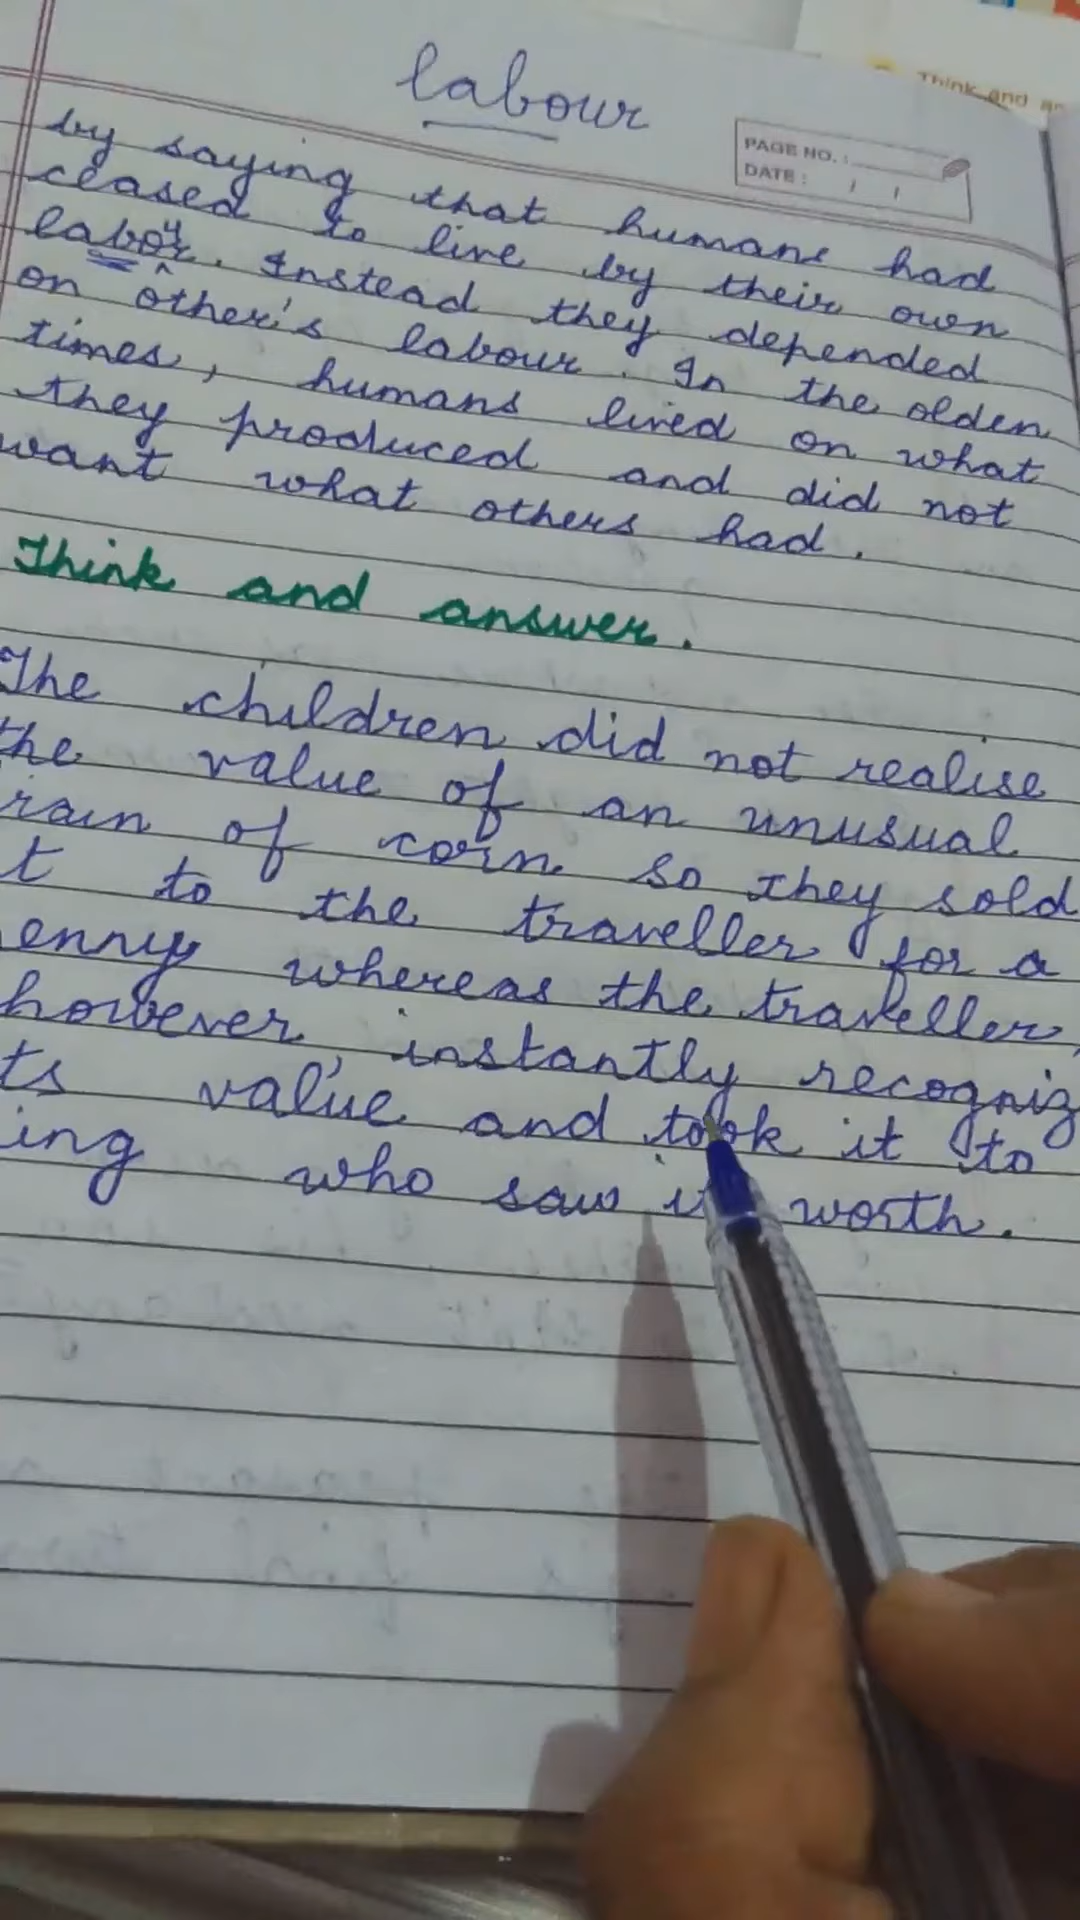 Think and an
labour
PAGE NO. :
DATE : / /
by saying that humans had
ceased to live by their own
labour. Instead they depended
on other's labour. In the olden
times, humans lived on what
they produced and did not
want what others had.
Think and answer.
The children did not realise
the value of an unusual
rain of corn so they sold
t to the traveller for a
enny whereas the traveller,
however, instantly recogniz
ts value and took it to
ing who saw worth.